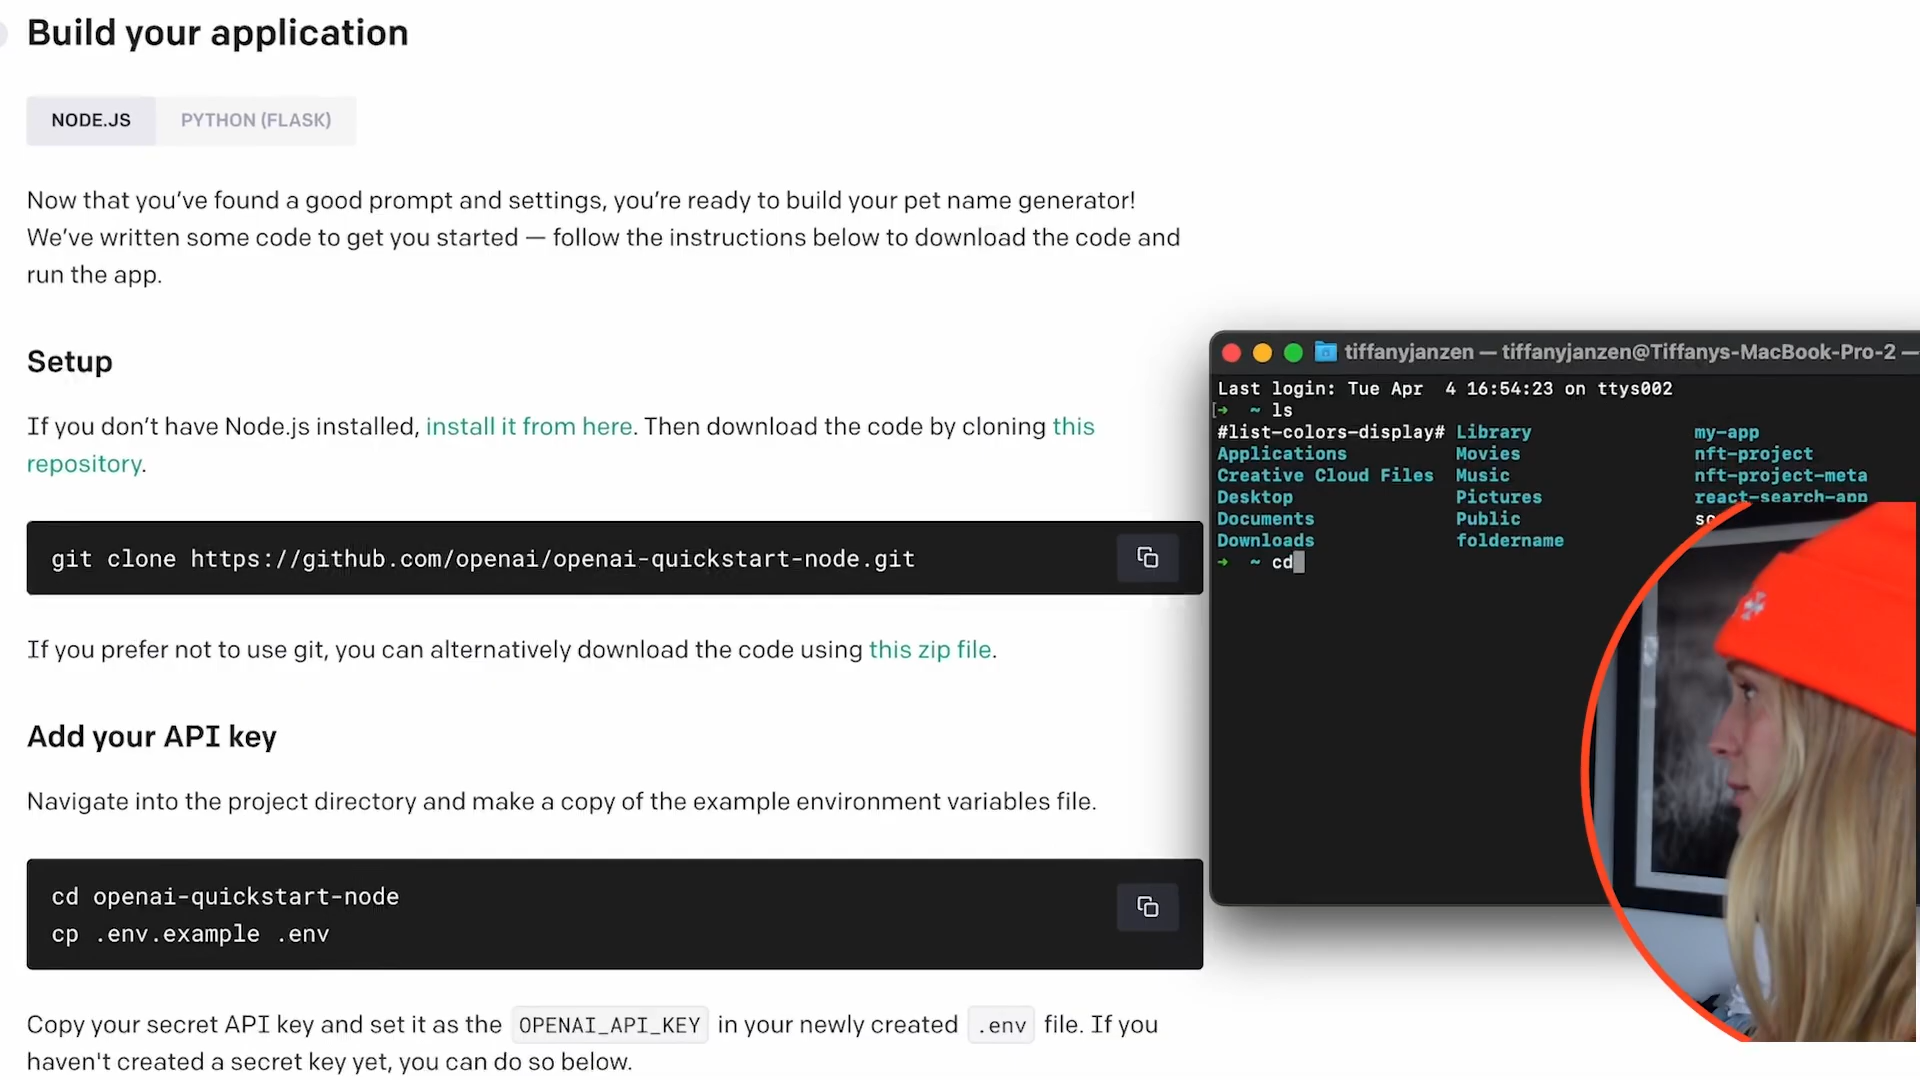 Build your application
NODE.JS
PYTHON (FLASK)
Now that you’ve found a good prompt and settings, you’re ready to build your pet name generator!
We’ve written some code to get you started — follow the instructions below to download the code and
run the app.
Setup
If you don’t have Node.js installed, install it from here. Then download the code by cloning this
repository.
git clone https://github.com/openai/openai-quickstart-node.git
If you prefer not to use git, you can alternatively download the code using this zip file.
Add your API key
Navigate into the project directory and make a copy of the example environment variables file.
cd openai-quickstart-node
cp .env.example .env
Copy your secret API key and set it as the OPENAI_API_KEY in your newly created .env file. If you
haven't created a secret key yet, you can do so below.
tiffanyjanzen — tiffanyjanzen@Tiffanys-MacBook-Pro-2 —
Last login: Tue Apr 4 16:54:23 on ttys002
[➜ ~ ls
#list-colors-display# Library my-app
Applications Movies nft-project
Creative Cloud Files Music nft-project-meta
Desktop Pictures react-search-app
Documents Public
Downloads foldername
➜ ~ cd